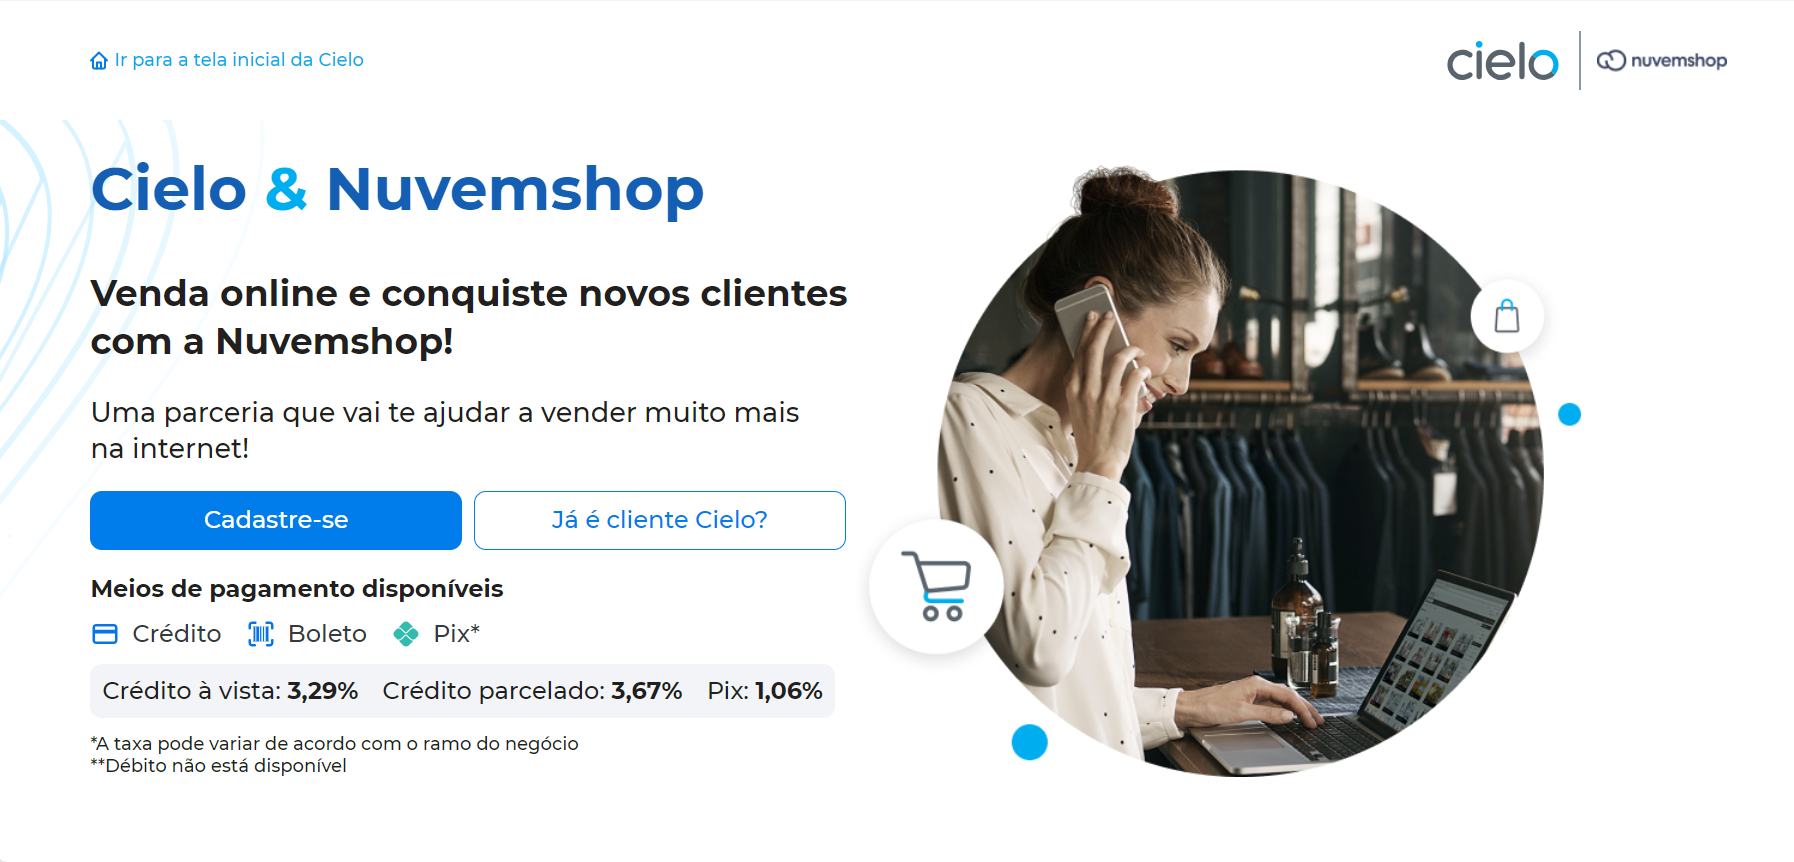 Ir para a tela inicial da Cielo
cielo
nuvemshop
Cielo & Nuvemshop
Venda online e conquiste novos clientes
com a Nuvemshop!
Uma parceria que vai te ajudar a vender muito mais
na internet!
Cadastre-se
Já é cliente Cielo?
Meios de pagamento disponíveis
Crédito Boleto Pix*
Crédito à vista: 3,29% Crédito parcelado: 3,67% Pix: 1,06%
*A taxa pode variar de acordo com o ramo do negócio
**Débito não está disponível